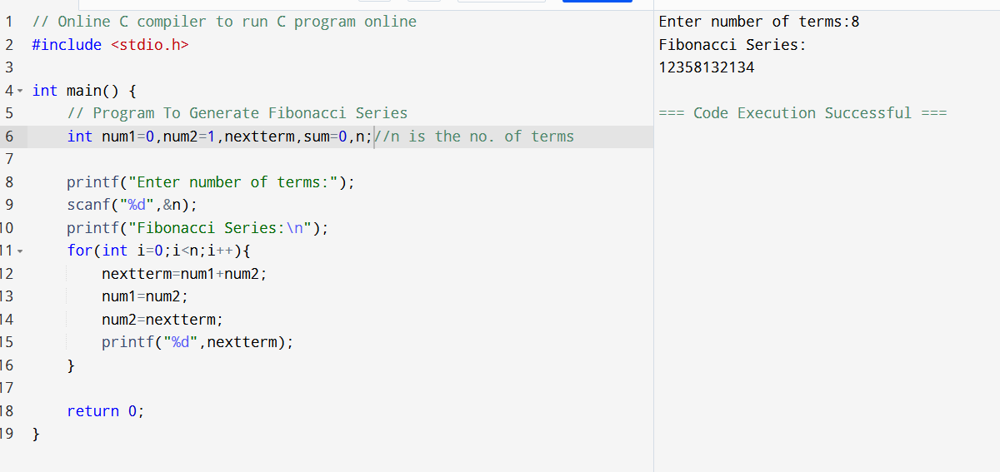 1 // Online C compiler to run C program online
2 #include <stdio.h>
3
4 int main() {
5     // Program To Generate Fibonacci Series
6     int num1=0,num2=1,nextterm,sum=0,n;//n is the no. of terms
7
8     printf("Enter number of terms:");
9     scanf("%d",&n);
10     printf("Fibonacci Series:\n");
11     for(int i=0;i<n;i++){
12         nextterm=num1+num2;
13         num1=num2;
14         num2=nextterm;
15         printf("%d",nextterm);
16     }
17
18     return 0;
19 }
Enter number of terms:8
Fibonacci Series:
12358132134

=== Code Execution Successful ===